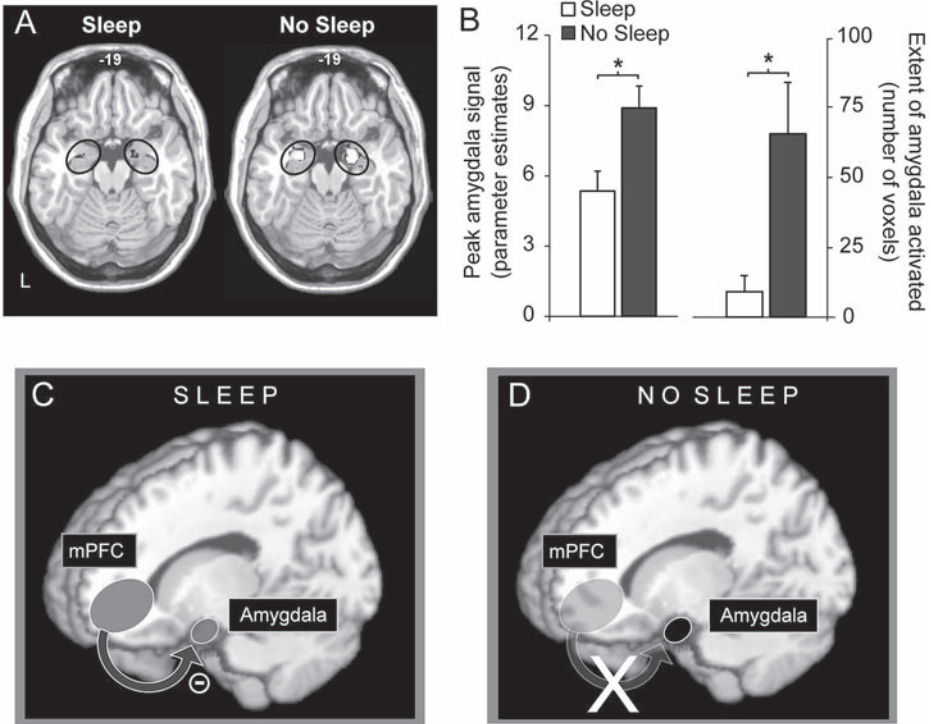 A
Sleep
No Sleep
-19
-19
L
B
Sleep
No Sleep
Peak amygdala signal
(parameter estimates)
12
9
6
3
0
*
*
100
75
50
25
0
Extent of amygdala activated
(number of voxels)
C
SLEEP
mPFC
Amygdala
-
D
NO SLEEP
mPFC
Amygdala
X